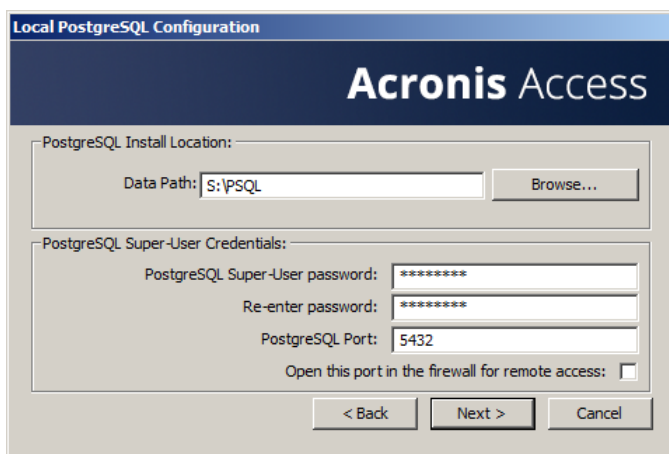 Local PostgreSQL Configuration
Acronis Access
PostgreSQL Install Location:
Data Path: S:\PSQL Browse...
PostgreSQL Super-User Credentials:
PostgreSQL Super-User password: ********
Re-enter password: ********
PostgreSQL Port: 5432
Open this port in the firewall for remote access:
< Back Next > Cancel